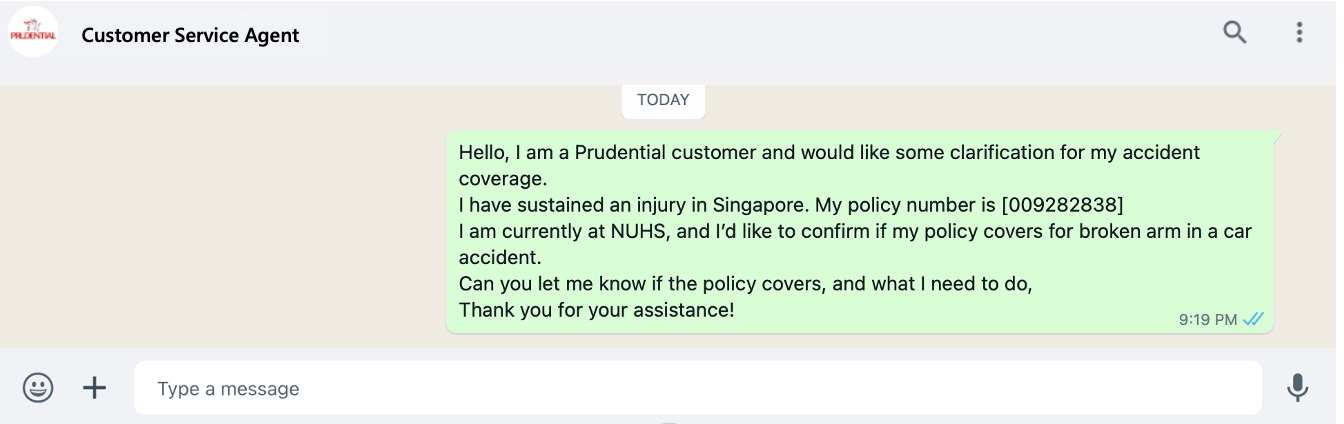 PRUDENTIAL
Customer Service Agent
TODAY
Hello, I am a Prudential customer and would like some clarification for my accident
coverage.
I have sustained an injury in Singapore. My policy number is [009282838]
I am currently at NUHS, and I’d like to confirm if my policy covers for broken arm in a car
accident.
Can you let me know if the policy covers, and what I need to do,
Thank you for your assistance!
9:19 PM
Type a message